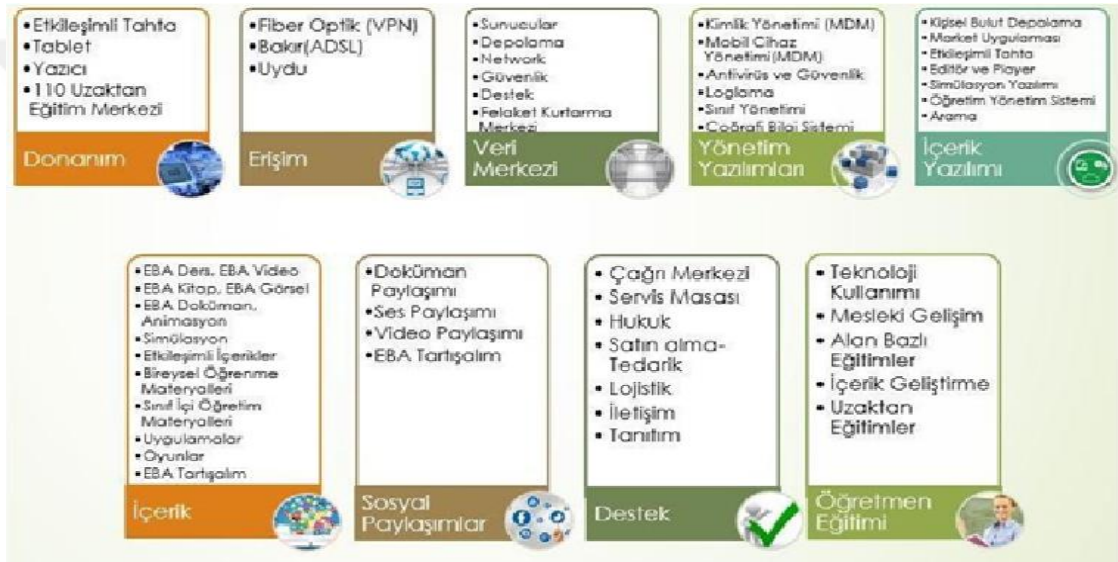 •Etkileşimli Tahta
•Tablet
•Yazıcı
•110 Uzaktan
Eğitim Merkezi
Donanım
•Fiber Optik (VPN)
•Bakır(ADSL)
•Uydu
Erişim
•Sunucular
•Depolama
•Network
•Güvenlik
•Destek
•Felaket Kurtarma
Merkezi
Veri
Merkezi
•Kimlik Yönetimi (MDM)
•Mobil Cihaz
Yönetimi(MDM)
•Antivirüs ve Güvenlik
•Loglama
•Sınıf Yönetimi
•Coğrafi Bilgi Sistemi
Yönetim
Yazılımları
•Kişisel Bulut Depolama
•Market Uygulaması
•Etkileşimli Tahta
•Editör ve Player
•Simülasyon Yazılımı
•Öğretim Yönetim Sistemi
•Arama
İçerik
Yazılımı
•EBA Ders, EBA Video
•EBA Kitap, EBA Görsel
•EBA Doküman,
Animasyon
•Simülasyon
•Etkileşimli İçerikler
•Bireysel Öğrenme
Materyalleri
•Sınıf İçi Öğretim
Materyalleri
•Uygulamalar
•Oyunlar
•EBA Tartışalım
İçerik
•Doküman
Paylaşımı
•Ses Paylaşımı
•Video Paylaşımı
•EBA Tartışalım
Sosyal
Paylaşımlar
• Çağrı Merkezi
• Servis Masası
• Hukuk
• Satın alma-
Tedarik
• Lojistik
• İletişim
• Tanıtım
Destek
• Teknoloji
Kullanımı
• Mesleki Gelişim
• Alan Bazlı
Eğitimler
• İçerik Geliştirme
• Uzaktan
Eğitimler
Öğretmen
Eğitimi